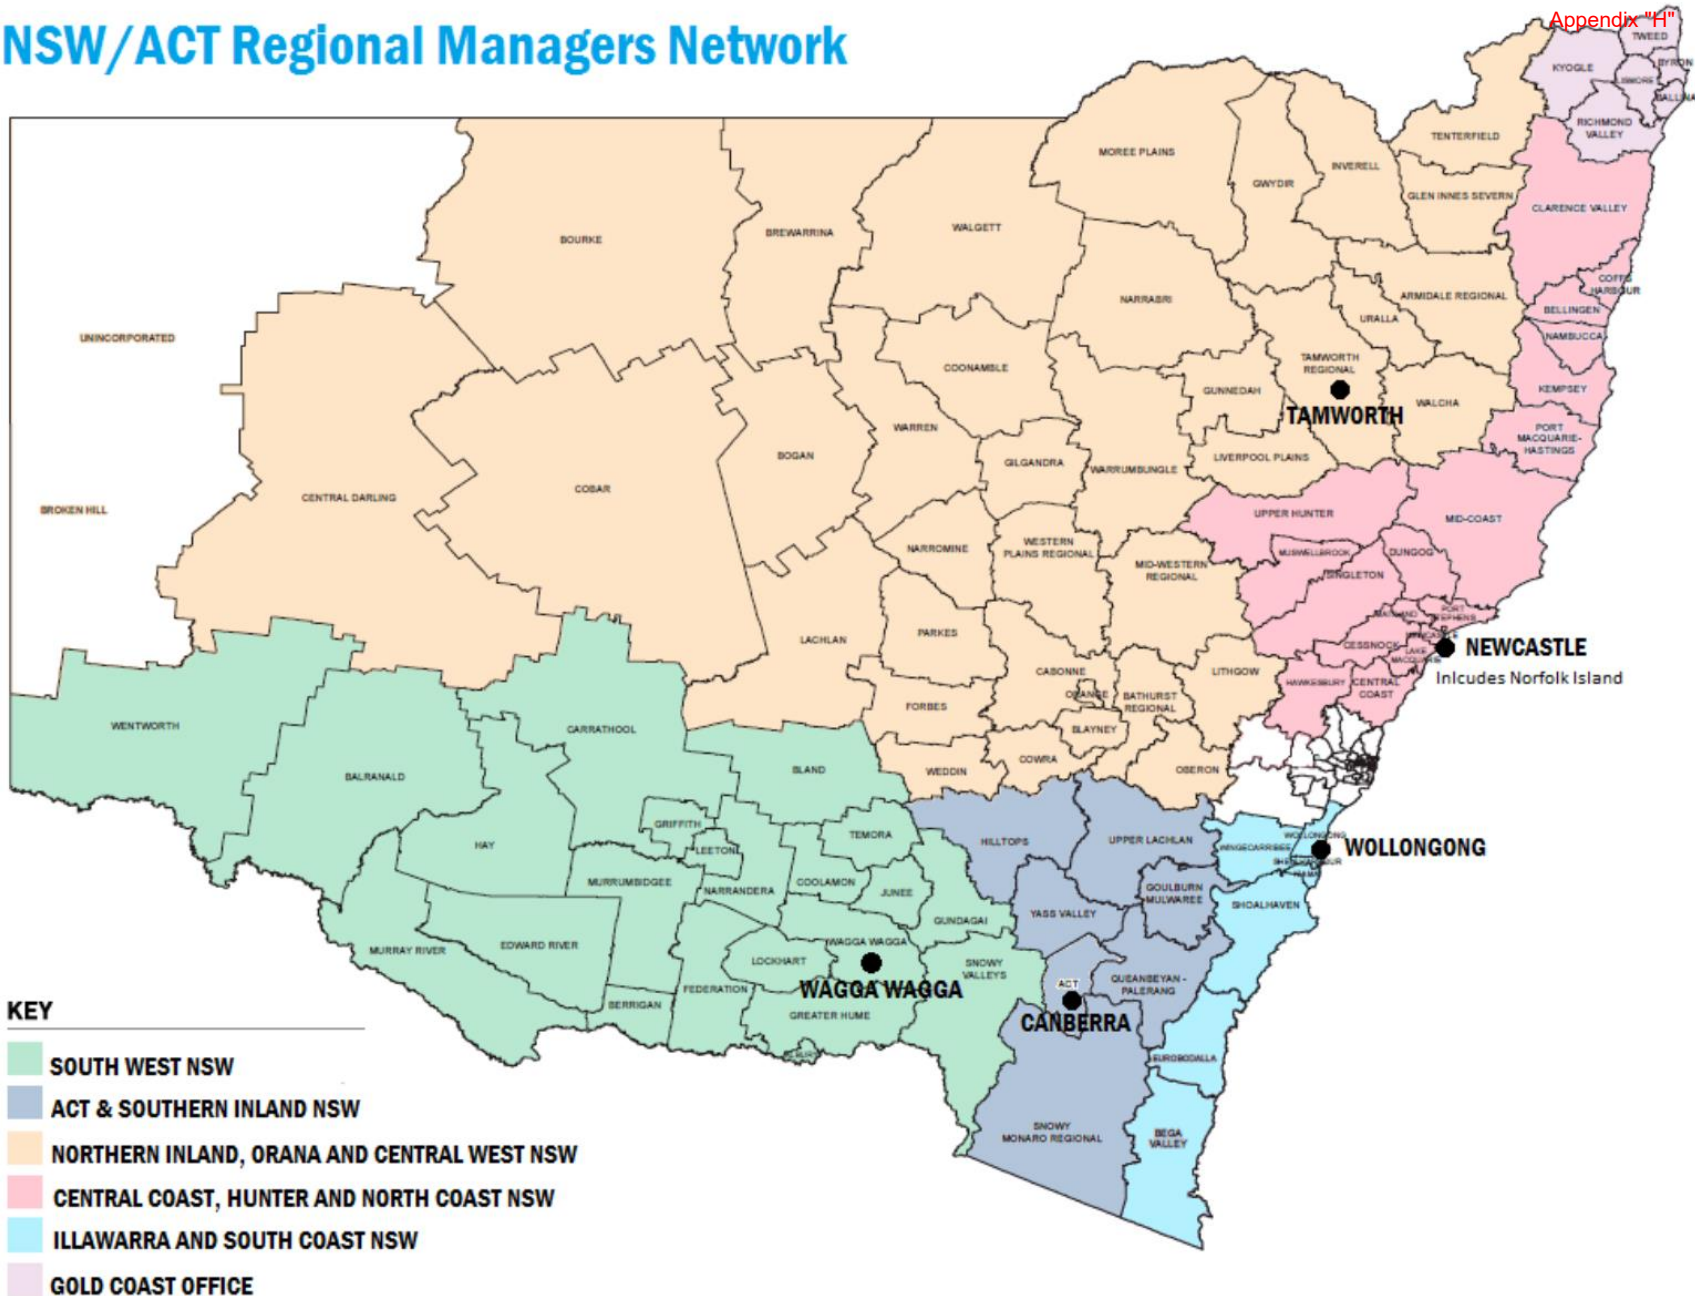 Appendix "H"
NSW/ACT Regional Managers Network
TWEED
KYOGLE
BYRON
LISMORE
BALLINA
RICHMOND
VALLEY
TENTERFIELD
MOREE PLAINS
INVERELL
GWYDIR
GLEN INNES SEVERN
CLARENCE VALLEY
BOURKE
BREWARRINA
WALGETT
COFFS
HARBOUR
NARRABRI
ARMIDALE REGIONAL
BELLINGEN
URALLA
UNINCORPORATED
NAMBUCCA
COONAMBLE
TAMWORTH
REGIONAL
GUNNEDAH
KEMPSEY
WALCHA
TAMWORTH
WARREN
PORT
MACQUARIE-
HASTINGS
BOGAN
GILGANDRA
WARRUMBUNGLE
LIVERPOOL PLAINS
COBAR
CENTRAL DARLING
BROKEN HILL
UPPER HUNTER
MID-COAST
NARROMINE
WESTERN
PLAINS REGIONAL
MUSWELLBROOK
DUNGOG
MID-WESTERN
REGIONAL
SINGLETON
MAITLAND
PORT
STEPHENS
LACHLAN
PARKES
NEWCASTLE
CESSNOCK
LAKE
MACQUARIE
NEWCASTLE
Inlcudes Norfolk Island
CABONNE
LITHGOW
HAWKESBURY
CENTRAL
COAST
ORANGE
BATHURST
REGIONAL
FORBES
BLAYNEY
WENTWORTH
CARRATHOOL
COWRA
BLAND
WEDDIN
OBERON
BALRANALD
GRIFFITH
TEMORA
HILLTOPS
UPPER LACHLAN
WOLLONGONG
WINGECARRIBEE
WOLLONGONG
HAY
LEETON
SHELLHARBOUR
KIAMA
MURRUMBIDGEE
NARRANDERA
COOLAMON
JUNEE
GOULBURN
MULWAREE
SHOALHAVEN
YASS VALLEY
GUNDAGAI
MURRAY RIVER
EDWARD RIVER
WAGGA WAGGA
LOCKHART
SNOWY
VALLEYS
QUEANBEYAN -
PALERANG
ACT
FEDERATION
WAGGA WAGGA
BERRIGAN
GREATER HUME
CANBERRA
ALBURY
EUROBODALLA
SNOWY
MONARO REGIONAL
BEGA
VALLEY
KEY
SOUTH WEST NSW
ACT & SOUTHERN INLAND NSW
NORTHERN INLAND, ORANA AND CENTRAL WEST NSW
CENTRAL COAST, HUNTER AND NORTH COAST NSW
ILLAWARRA AND SOUTH COAST NSW
GOLD COAST OFFICE